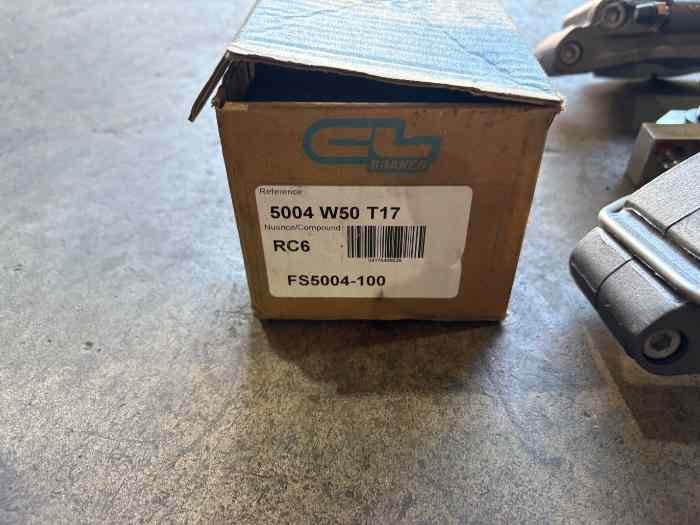 CL
BRAKES
Reference
5004 W50 T17
Nuance/Compound
RC6
FS5004-100